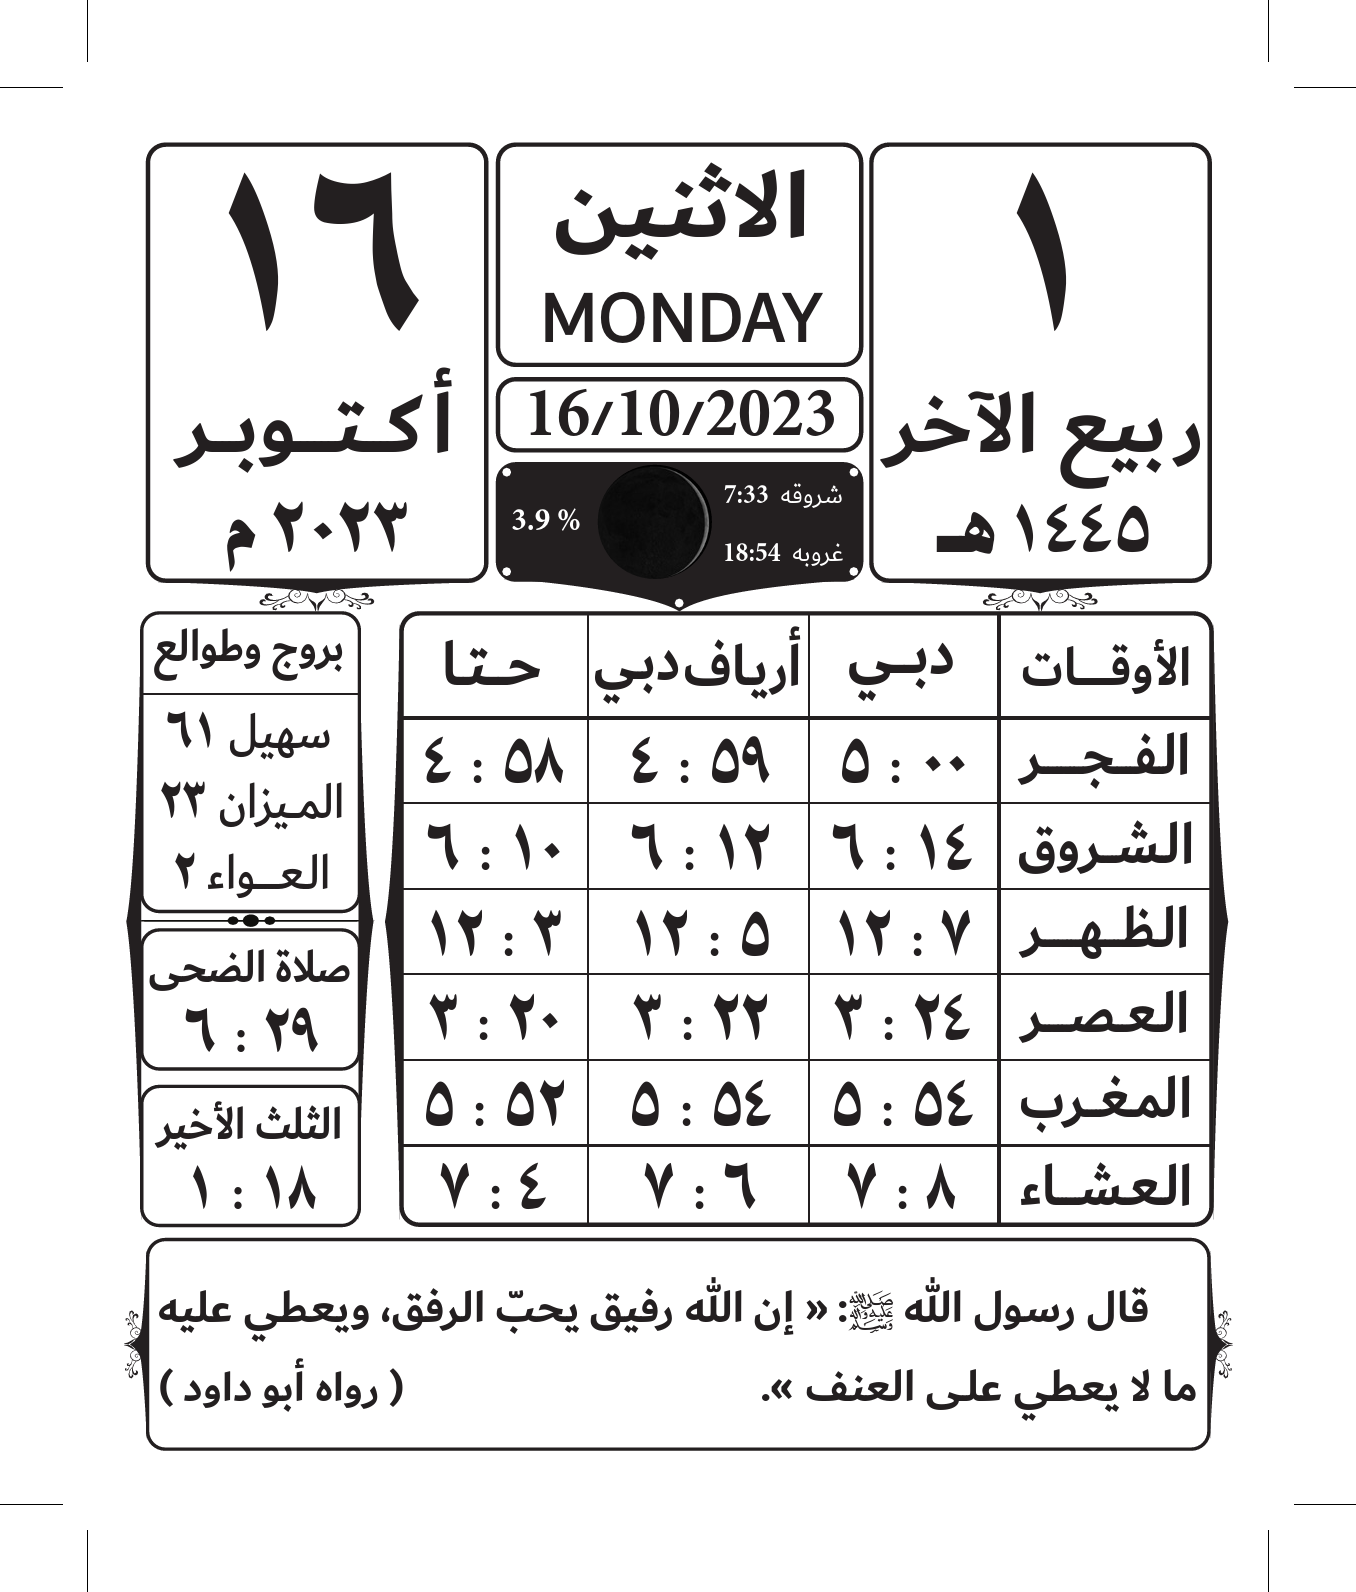 ١
ربيع الآخر
١٤٤٥ هـ
الاثنين
MONDAY
16/10/2023
شروقه 7:33
غروبه 18:54
3.9 %
١٦
أكتوبر
٢٠٢٣ م
الأوقات دبي أرياف دبي حتا
الفجر ٥ : ٠٠ ٤ : ٥٩ ٤ : ٥٨
الشروق ٦ : ١٤ ٦ : ١٢ ٦ : ١٠
الظهر ١٢ : ٧ ١٢ : ٥ ١٢ : ٣
العصر ٣ : ٢٤ ٣ : ٢٢ ٣ : ٢٠
المغرب ٥ : ٥٤ ٥ : ٥٤ ٥ : ٥٢
العشاء ٧ : ٨ ٧ : ٦ ٧ : ٤
بروج وطوالع
سهيل ٦١
الميزان ٢٣
العواء ٢
صلاة الضحى
٦ : ٢٩
الثلث الأخير
١ : ١٨
قال رسول الله ﷺ: « إن الله رفيق يحبّ الرفق، ويعطي عليه
ما لا يعطي على العنف ». ( رواه أبو داود )